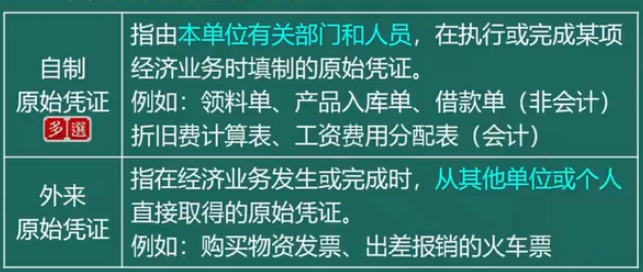 自制
原始凭证
多選
指由本单位有关部门和人员，在执行或完成某项
经济业务时填制的原始凭证。
例如：领料单、产品入库单、借款单（非会计）
折旧费计算表、工资费用分配表（会计）
外来
原始凭证
指在经济业务发生或完成时，从其他单位或个人
直接取得的原始凭证。
例如：购买物资发票、出差报销的火车票